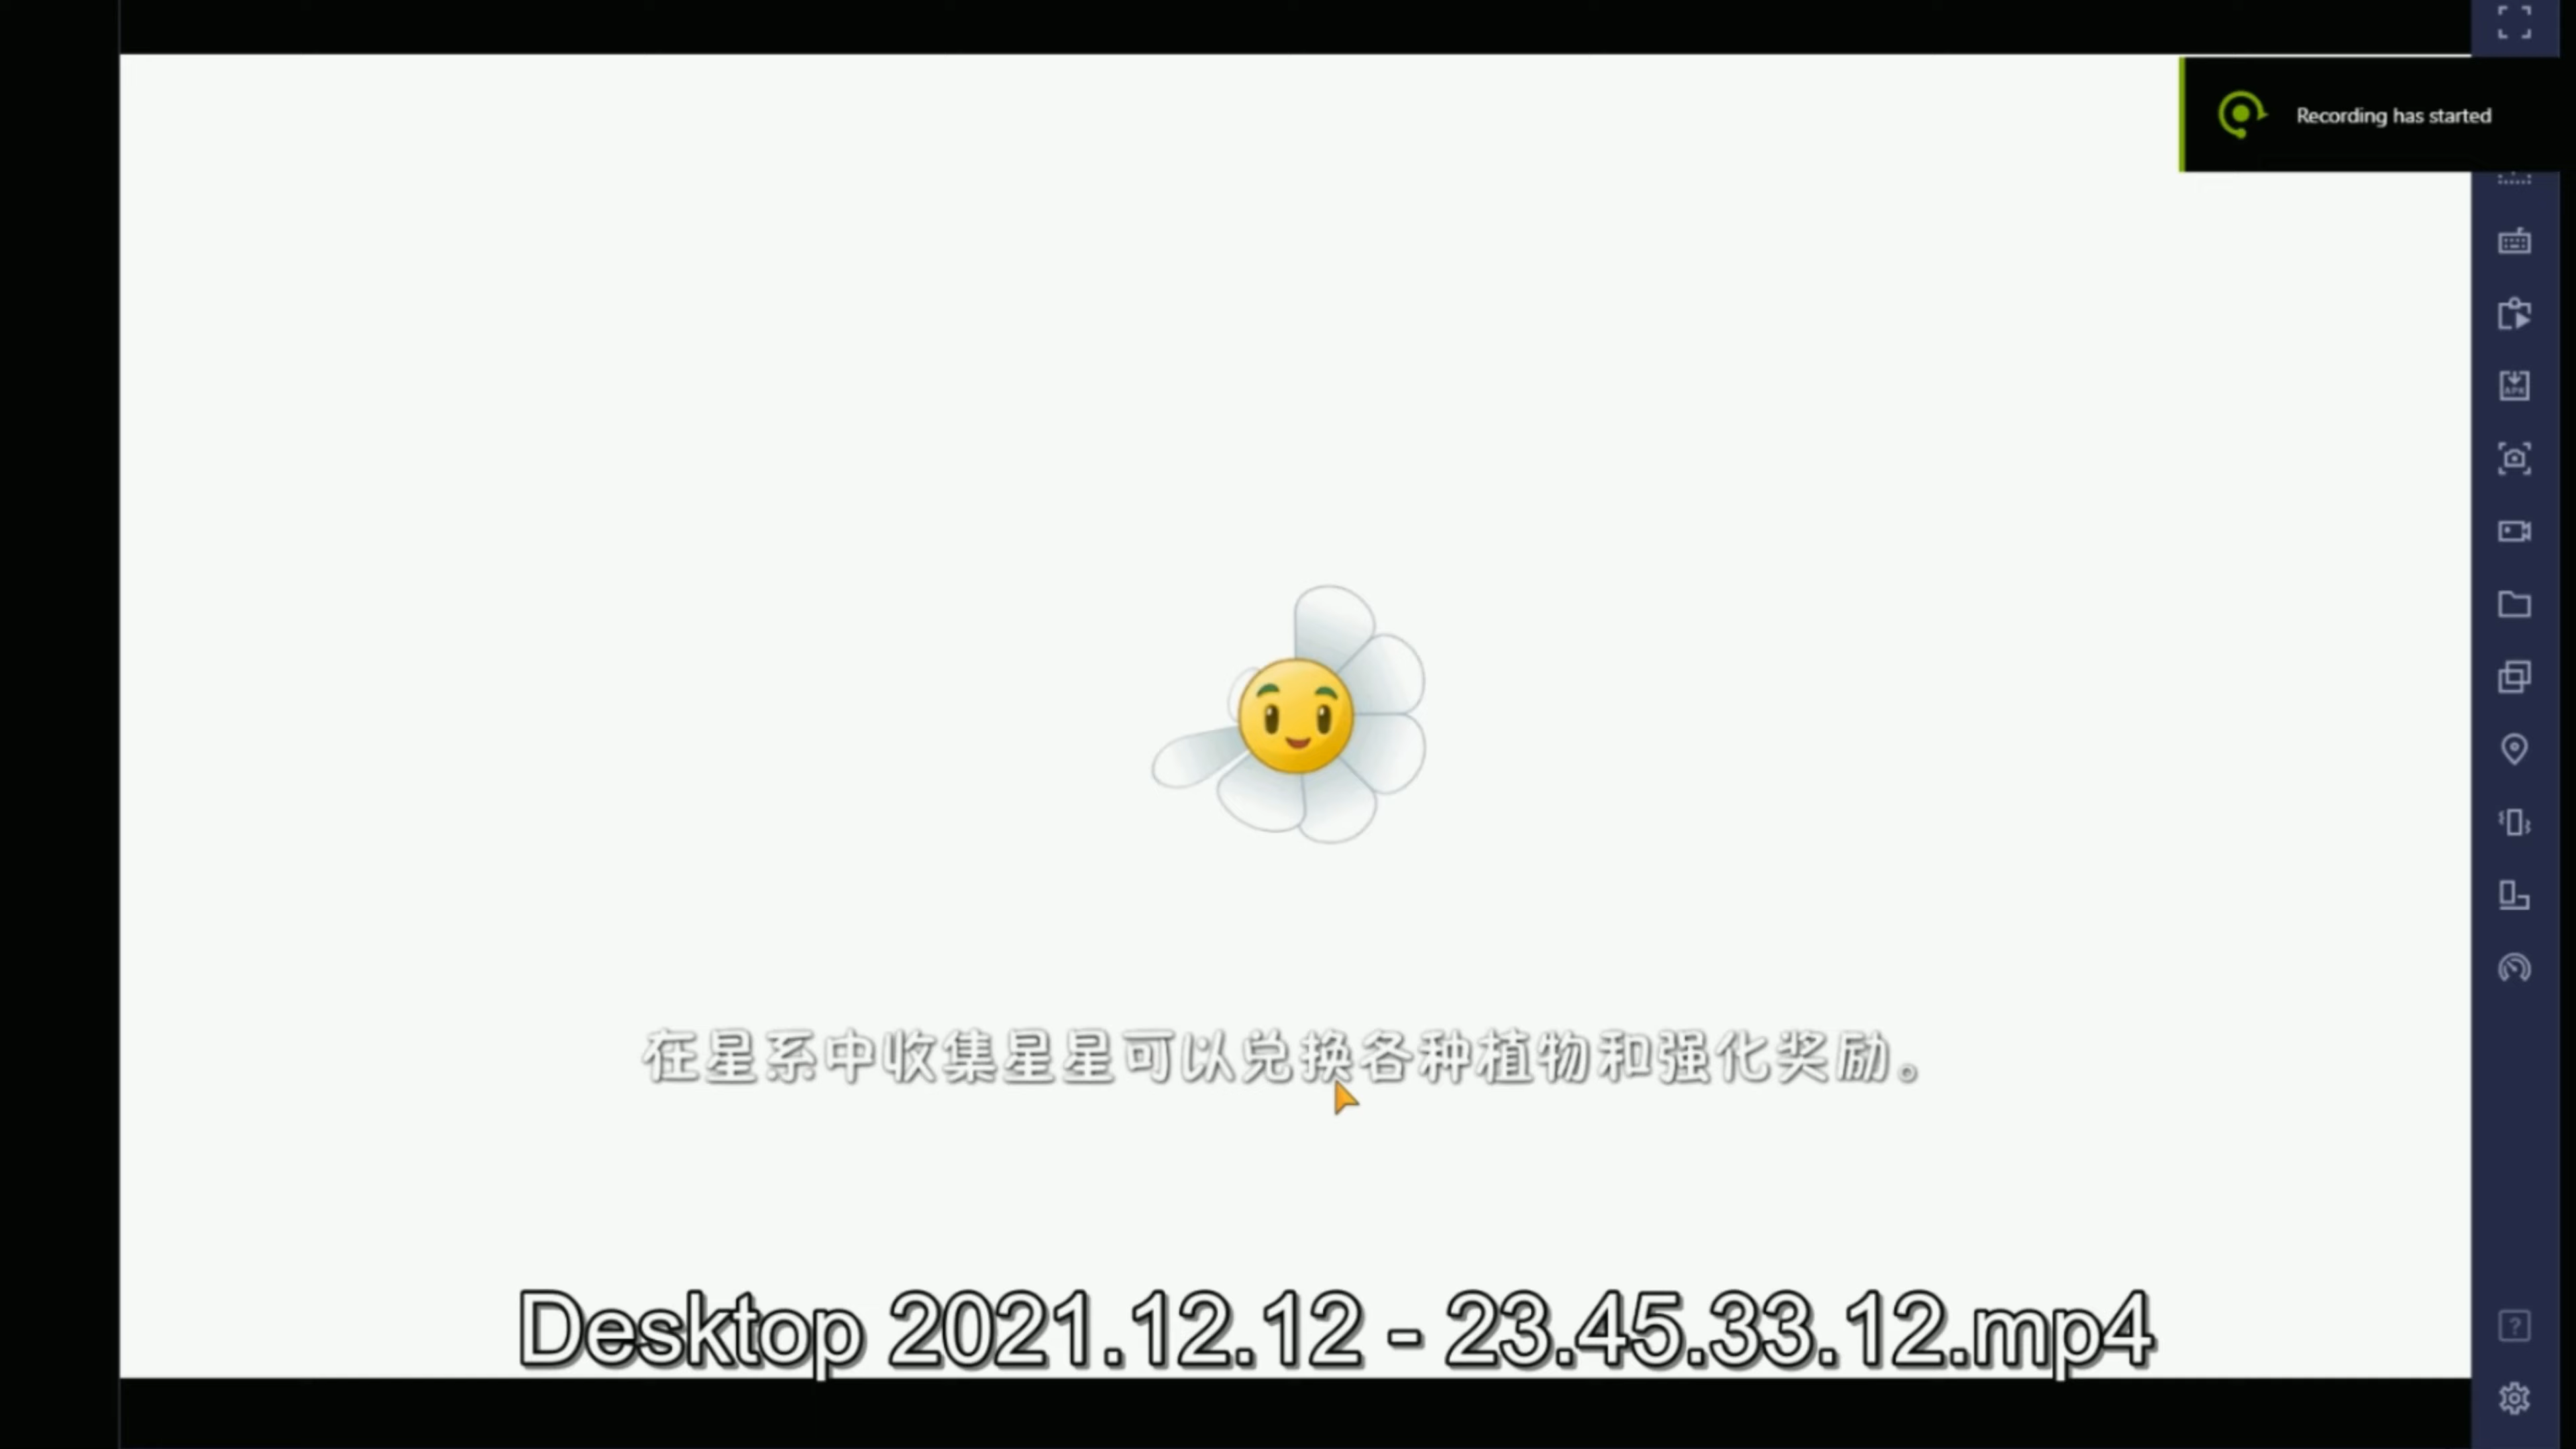 Recording has started
APK
在星系中收集星星可以兑换各种植物和强化奖励。
Desktop 2021.12.12 - 23.45.33.12.mp4